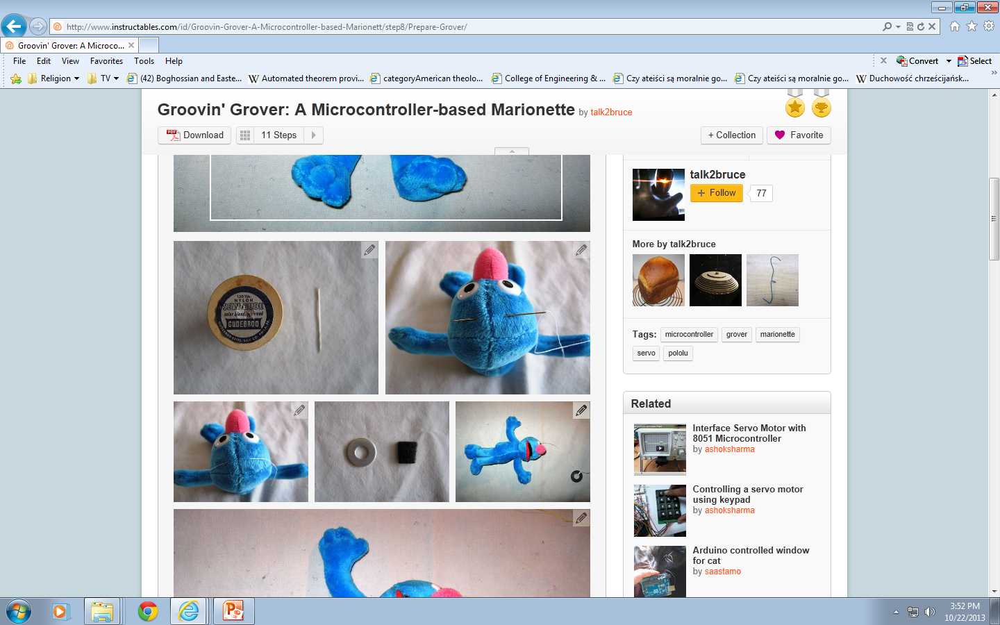 http://www.instructables.com/id/Groovin-Grover-A-Microcontroller-based-Marionett/step8/Prepare-Grover/
Groovin' Grover: A Microco...
File Edit View Favorites Tools Help
Convert Select
Religion TV (42) Boghossian and Easte... Automated theorem provi... categoryAmerican theolo... College of Engineering & ... Czy ateiści są moralnie go... Czy ateiści są moralnie go... Duchowość chrześcijańsk...
Groovin' Grover: A Microcontroller-based Marionette by talk2bruce
PDF Download 11 Steps + Collection Favorite
talk2bruce
+ Follow 77
More by talk2bruce
NYLON
color blending thread
GUDEBROD
Tags: microcontroller grover marionette
servo pololu
Related
Interface Servo Motor with
8051 Microcontroller
by ashoksharma
Controlling a servo motor
using keypad
by ashoksharma
Arduino controlled window
for cat
by saastamo
3:52 PM
10/22/2013